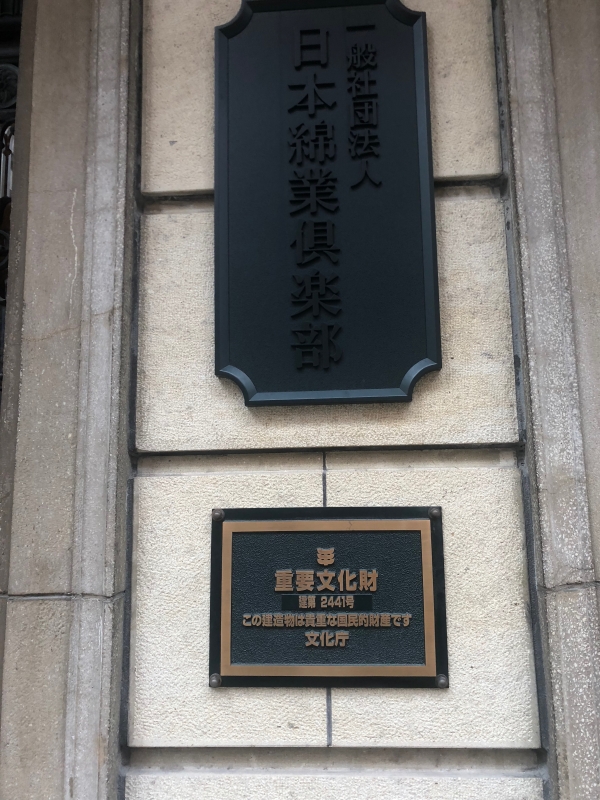 一般社団法人
日本綿業倶楽部
重要文化財
建第 2441号
この建造物は貴重な国民的財産です
文化庁